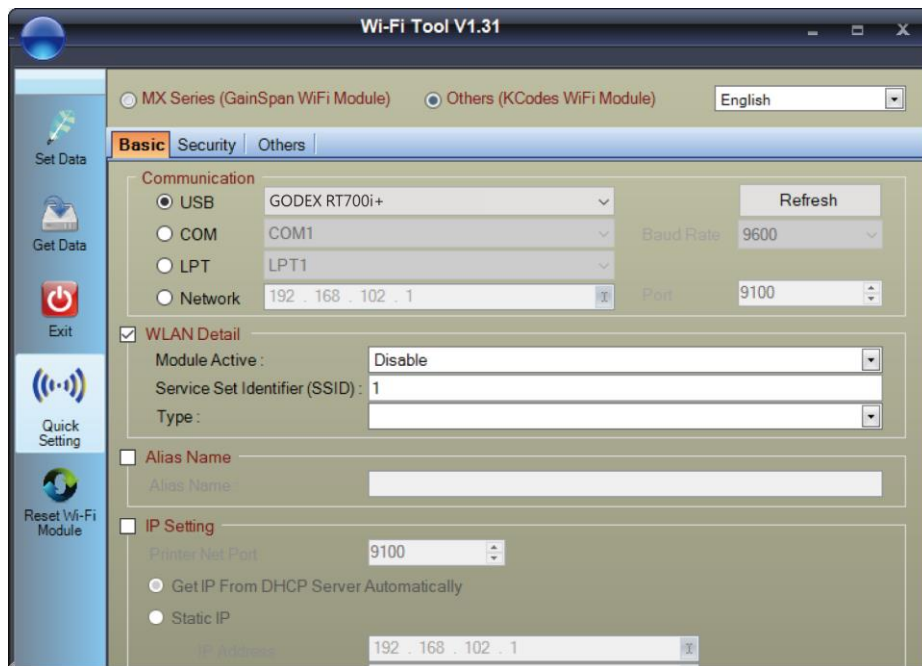 Wi-Fi Tool V1.31
MX Series (GainSpan WiFi Module) Others (KCodes WiFi Module) English
Basic Security Others
Set Data
Get Data
Exit
Quick
Setting
Reset Wi-Fi
Module
Communication
USB GODEX RT700i+ Refresh
COM COM1 Baud Rate 9600
LPT LPT1
Network 192 . 168 . 102 . 1 Port 9100
WLAN Detail
Module Active : Disable
Service Set Identifier (SSID) : 1
Type :
Alias Name
Alias Name :
IP Setting
Printer Net Port 9100
Get IP From DHCP Server Automatically
Static IP
IP Address 192 . 168 . 102 . 1